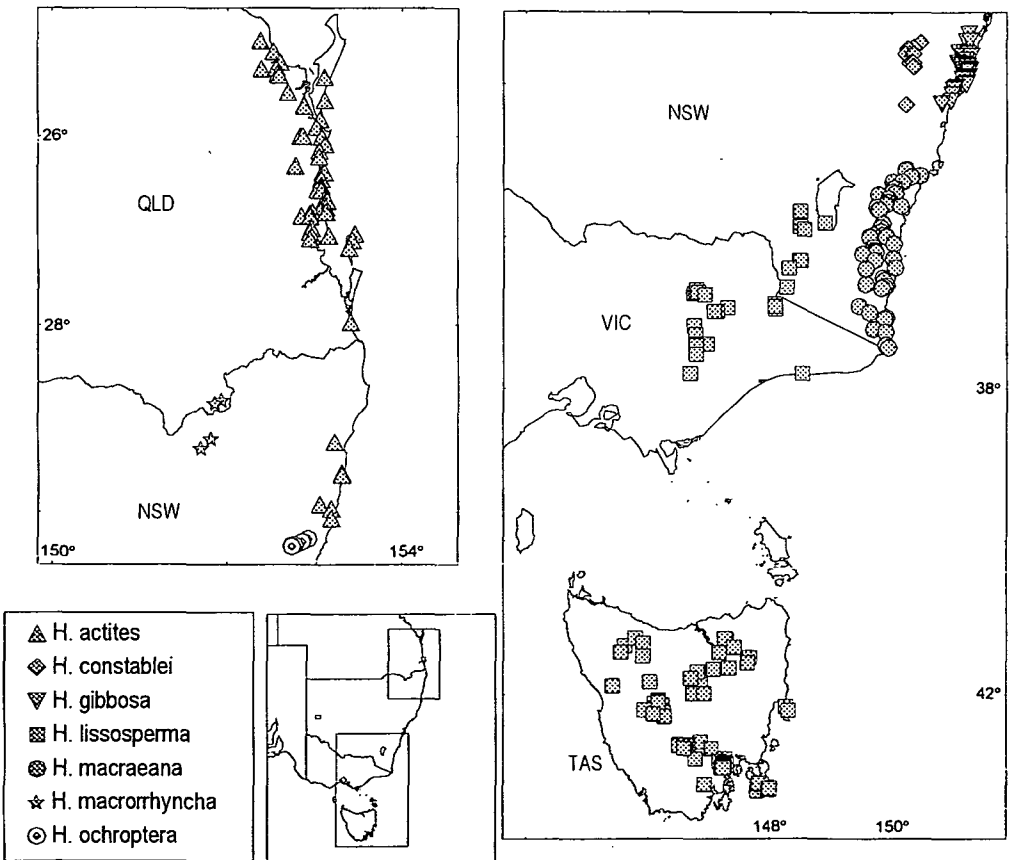 26°
QLD
28°
NSW
150°
154°
NSW
VIC
38°
42°
TAS
148°
150°
H. actites
H. constablei
H. gibbosa
H. lissosperma
H. macraeana
H. macrorrhyncha
H. ochroptera